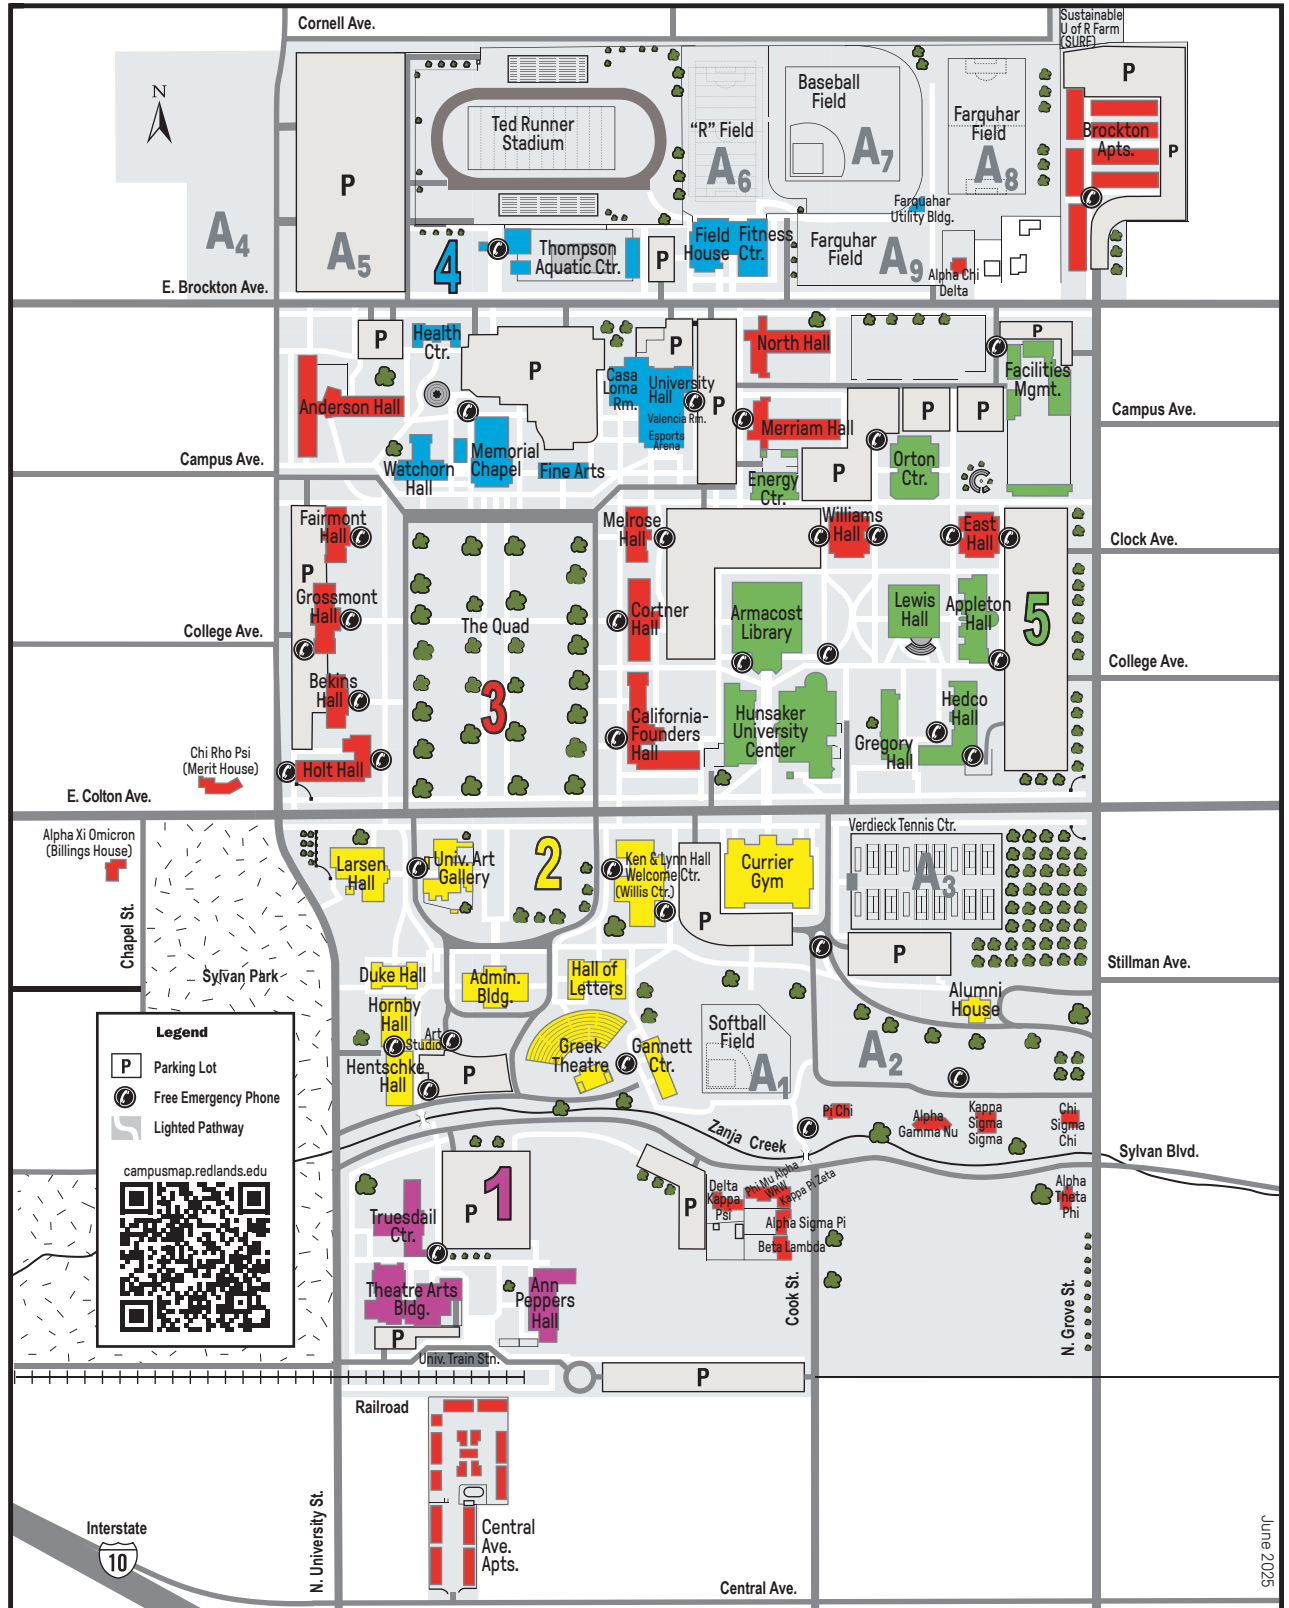 Cornell Ave.
Sustainable
U of R Farm
(SURF)
P
N
Ted Runner
Stadium
"R" Field
A6
Baseball
Field
A7
Farquhar
Field
A8
Brockton
Apts.
P
P
A4
A5
4
Thompson
Aquatic Ctr.
P
Field
House
Fitness
Ctr.
Farquahar
Utility Bldg.
Farquhar
Field
A9
Alpha Chi
Delta
E. Brockton Ave.
P
Health
Ctr.
P
P
Casa
Loma
Rm.
University
Hall
Valencia Rm.
Esports
Arena
P
North Hall
P
Facilities
Mgmt.
Anderson Hall
Merriam Hall
P
P
Campus Ave.
Campus Ave.
Watchorn
Hall
Memorial
Chapel
Fine Arts
Energy
Ctr.
P
Orton
Ctr.
Fairmont
Hall
Melrose
Hall
Williams
Hall
East
Hall
Clock Ave.
P
Grossmont
Hall
The Quad
Cortner
Hall
Armacost
Library
Lewis
Hall
Appleton
Hall
5
College Ave.
College Ave.
Bekins
Hall
3
California-
Founders
Hall
Hunsaker
University
Center
Gregory
Hall
Hedco
Hall
Chi Rho Psi
(Merit House)
Holt Hall
E. Colton Ave.
Alpha Xi Omicron
(Billings House)
Larsen
Hall
Univ. Art
Gallery
2
Ken & Lynn Hall
Welcome Ctr.
(Willis Ctr.)
Currier
Gym
Verdieck Tennis Ctr.
A3
P
P
Chapel St.
Sylvan Park
Duke Hall
Admin.
Bldg.
Hall of
Letters
Stillman Ave.
Alumni
House
Hornby
Hall
Art
Studio
Hentschke
Hall
P
Greek
Theatre
Gannett
Ctr.
Softball
Field
A1
A2
Legend
P
Parking Lot
Free Emergency Phone
Lighted Pathway
campusmap.redlands.edu
Zanja Creek
Pi Chi
Alpha
Gamma Nu
Kappa
Sigma
Sigma
Chi
Sigma
Chi
Sylvan Blvd.
1
P
Truesdail
Ctr.
P
Delta
Kappa
Psi
Phi Mu Alpha
WRW
Kappa Pi Zeta
Alpha Sigma Pi
Beta Lambda
Alpha
Theta
Phi
Theatre Arts
Bldg.
Ann
Peppers
Hall
Cook St.
N. Grove St.
P
Univ. Train Stn.
P
Railroad
N. University St.
Interstate
10
Central
Ave.
Apts.
Central Ave.
June 2025